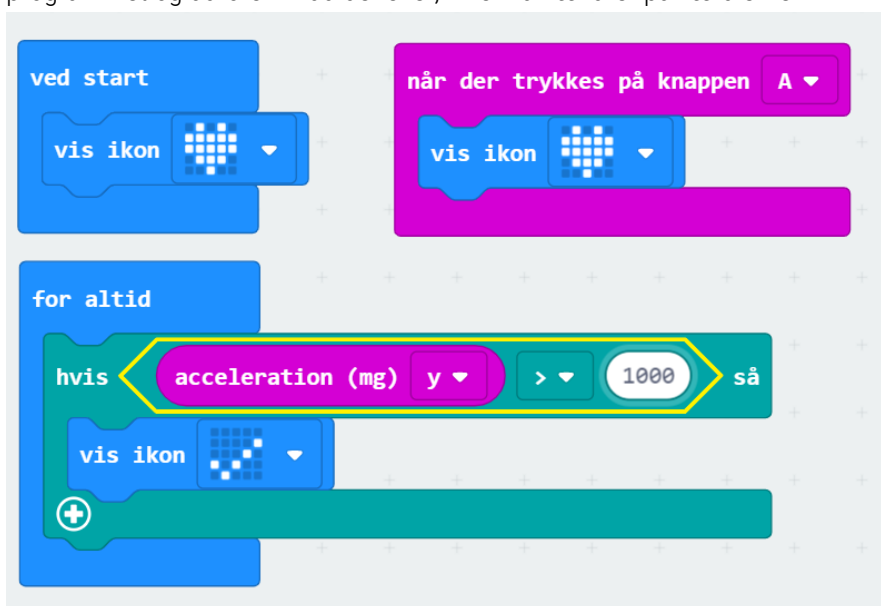 ved start
vis ikon
når der trykkes på knappen A
vis ikon
for altid
hvis acceleration (mg) y > 1000 så
vis ikon